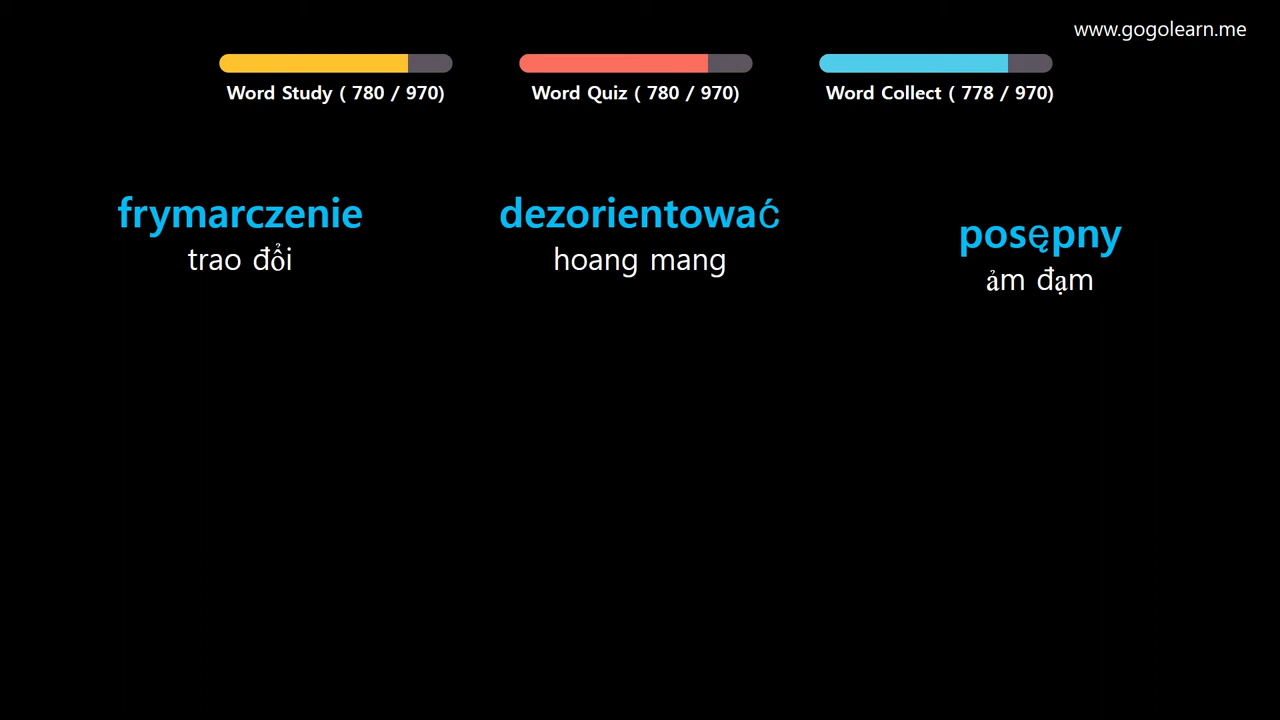 www.gogolearn.me
Word Study ( 780 / 970)
Word Quiz ( 780 / 970)
Word Collect ( 778 / 970)
frymarczenie
trao đổi
dezorientować
hoang mang
posępny
ảm đạm